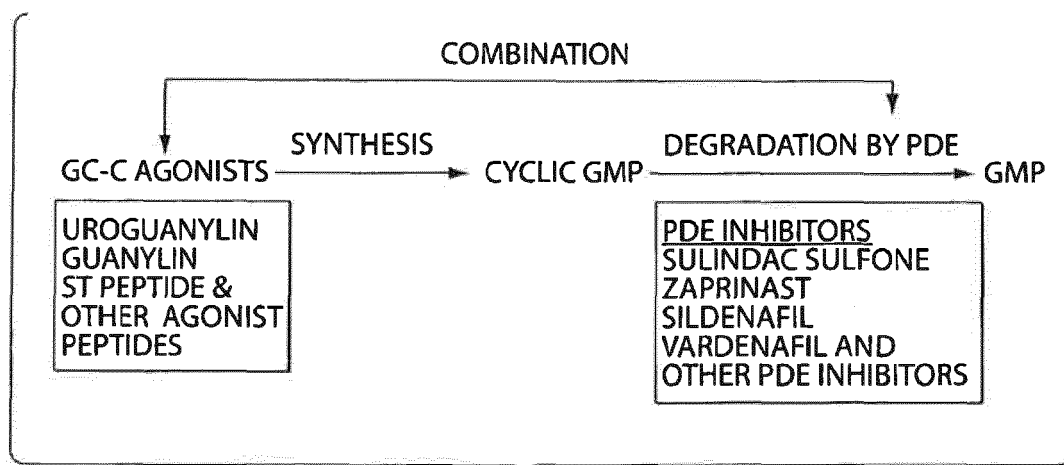 COMBINATION
SYNTHESIS
DEGRADATION BY PDE
GC-C AGONISTS
CYCLIC GMP
GMP
UROGUANYLIN
GUANYLIN
ST PEPTIDE &
OTHER AGONIST
PEPTIDES
PDE INHIBITORS
SULINDAC SULFONE
ZAPRINAST
SILDENAFIL
VARDENAFIL AND
OTHER PDE INHIBITORS